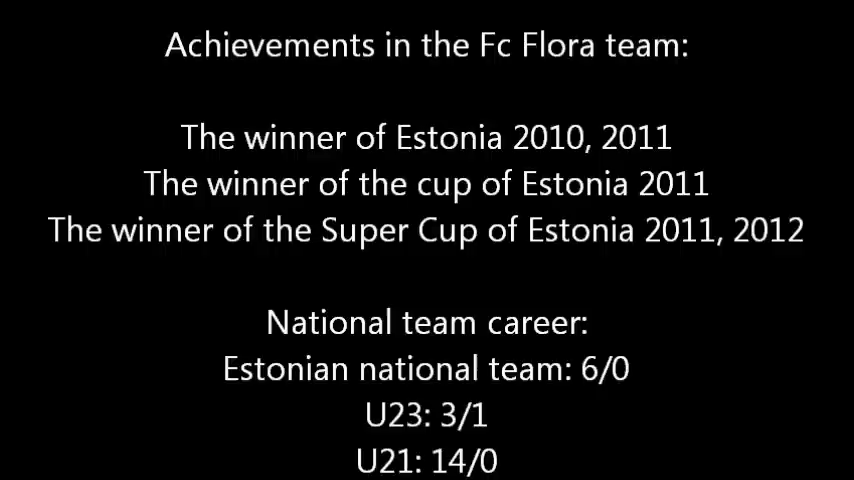 Achievements in the Fc Flora team:
The winner of Estonia 2010, 2011
The winner of the cup of Estonia 2011
The winner of the Super Cup of Estonia 2011, 2012
National team career:
Estonian national team: 6/0
U23: 3/1
U21: 14/0